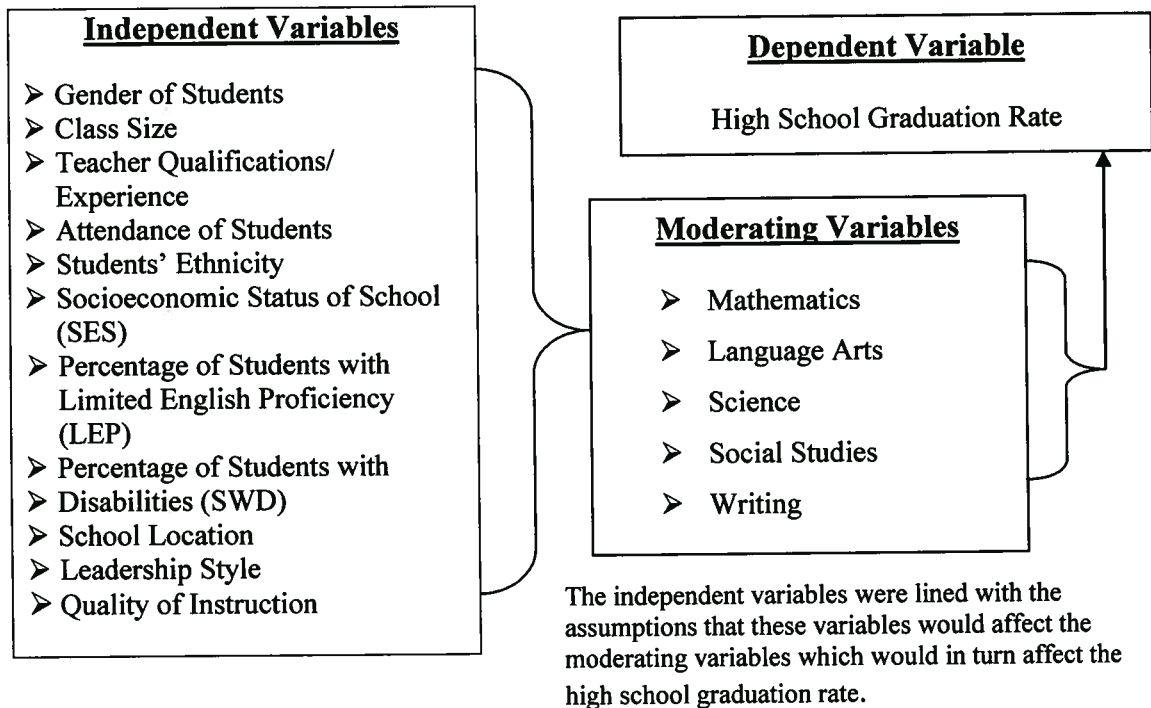 Independent Variables
➢ Gender of Students
➢ Class Size
➢ Teacher Qualifications/
Experience
➢ Attendance of Students
➢ Students’ Ethnicity
➢ Socioeconomic Status of School
(SES)
➢ Percentage of Students with
Limited English Proficiency
(LEP)
➢ Percentage of Students with
➢ Disabilities (SWD)
➢ School Location
➢ Leadership Style
➢ Quality of Instruction
Dependent Variable
High School Graduation Rate
Moderating Variables
➢ Mathematics
➢ Language Arts
➢ Science
➢ Social Studies
➢ Writing
The independent variables were lined with the
assumptions that these variables would affect the
moderating variables which would in turn affect the
high school graduation rate.